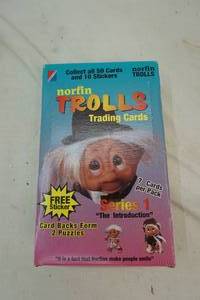 Collect all 50 Cards
and 10 Stickers
norfin
TROLLS
norfin
TROLLS
Trading Cards
FREE
Sticker
7 Cards
per Pack
Series 1
"The Introduction"
Card Backs Form
2 Puzzles
"It is a fact that Norfins make people smile"